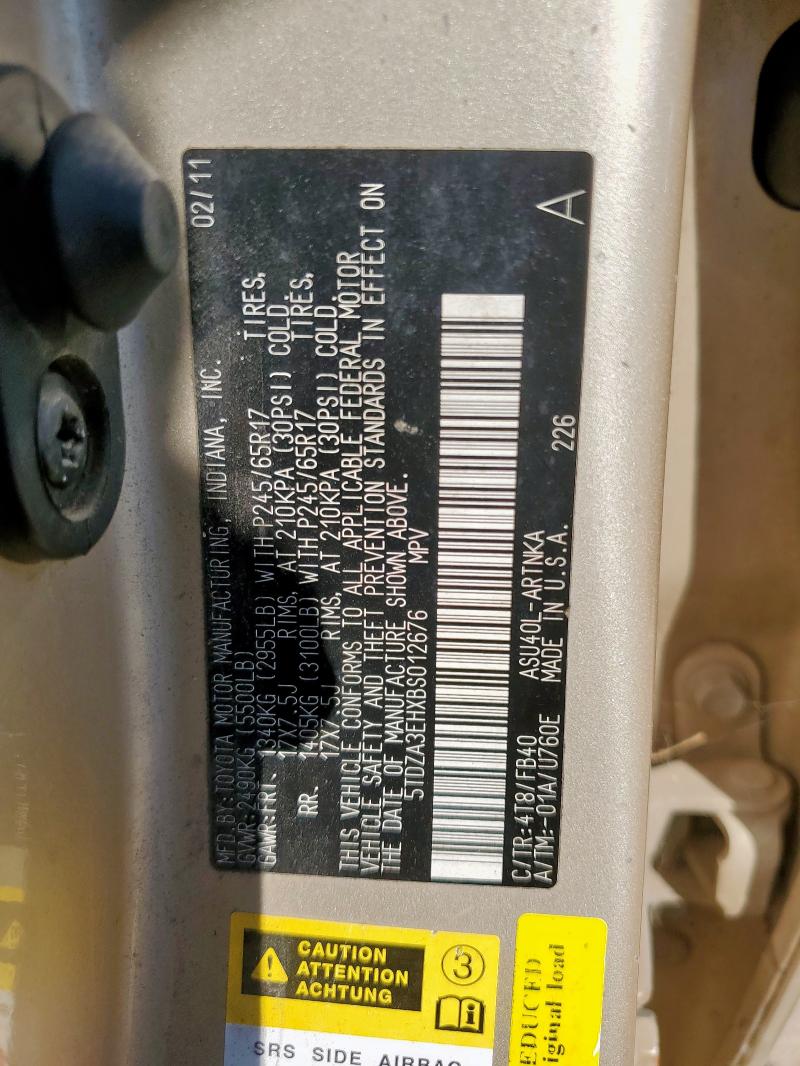 MFD.BY:TOYOTA MOTOR MANUFACTURING, INDIANA, INC. 02/11
GVWR:2490KG (5500LB)
GAWR:FRT. 1340KG (2955LB) WITH P245/65R17 TIRES,
17X7.5J RIMS, AT 210KPA (30PSI) COLD.
RR. 1405KG (3100LB) WITH P245/65R17 TIRES,
17X7.5J RIMS, AT 210KPA (30PSI) COLD.
THIS VEHICLE CONFORMS TO ALL APPLICABLE FEDERAL MOTOR
VEHICLE SAFETY AND THEFT PREVENTION STANDARDS IN EFFECT ON
THE DATE OF MANUFACTURE SHOWN ABOVE.
5TDZA3EHXBS012676 MPV
C/TR:4T8/FB40 ASU40L-ARTNKA
A/TM:-01A/U760E MADE IN U.S.A. 226 A
CAUTION
ATTENTION
ACHTUNG
3
SRS SIDE AIRBAG
EDUCED
iginal load